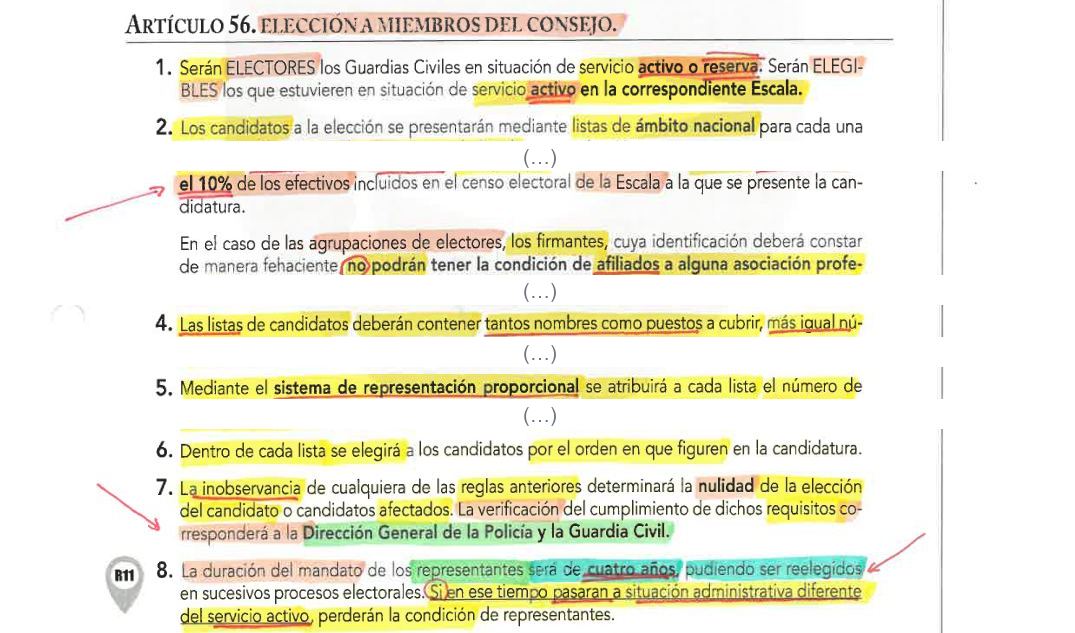 ARTÍCULO 56. ELECCIÓN A MIEMBROS DEL CONSEJO.
1. Serán ELECTORES los Guardias Civiles en situación de servicio activo o reserva. Serán ELEGI-
BLES los que estuvieren en situación de servicio activo en la correspondiente Escala.
2. Los candidatos a la elección se presentarán mediante listas de ámbito nacional para cada una
(...)
el 10% de los efectivos incluidos en el censo electoral de la Escala a la que se presente la can-
didatura.
En el caso de las agrupaciones de electores, los firmantes, cuya identificación deberá constar
de manera fehaciente no podrán tener la condición de afiliados a alguna asociación profe-
(...)
4. Las listas de candidatos deberán contener tantos nombres como puestos a cubrir, más igual nú-
(...)
5. Mediante el sistema de representación proporcional se atribuirá a cada lista el número de
(...)
6. Dentro de cada lista se elegirá a los candidatos por el orden en que figuren en la candidatura.
7. La inobservancia de cualquiera de las reglas anteriores determinará la nulidad de la elección
del candidato o candidatos afectados. La verificación del cumplimiento de dichos requisitos co-
rresponderá a la Dirección General de la Policía y la Guardia Civil.
R11 8. La duración del mandato de los representantes será de cuatro años, pudiendo ser reelegidos
en sucesivos procesos electorales. Si en ese tiempo pasaran a situación administrativa diferente
del servicio activo, perderán la condición de representantes.